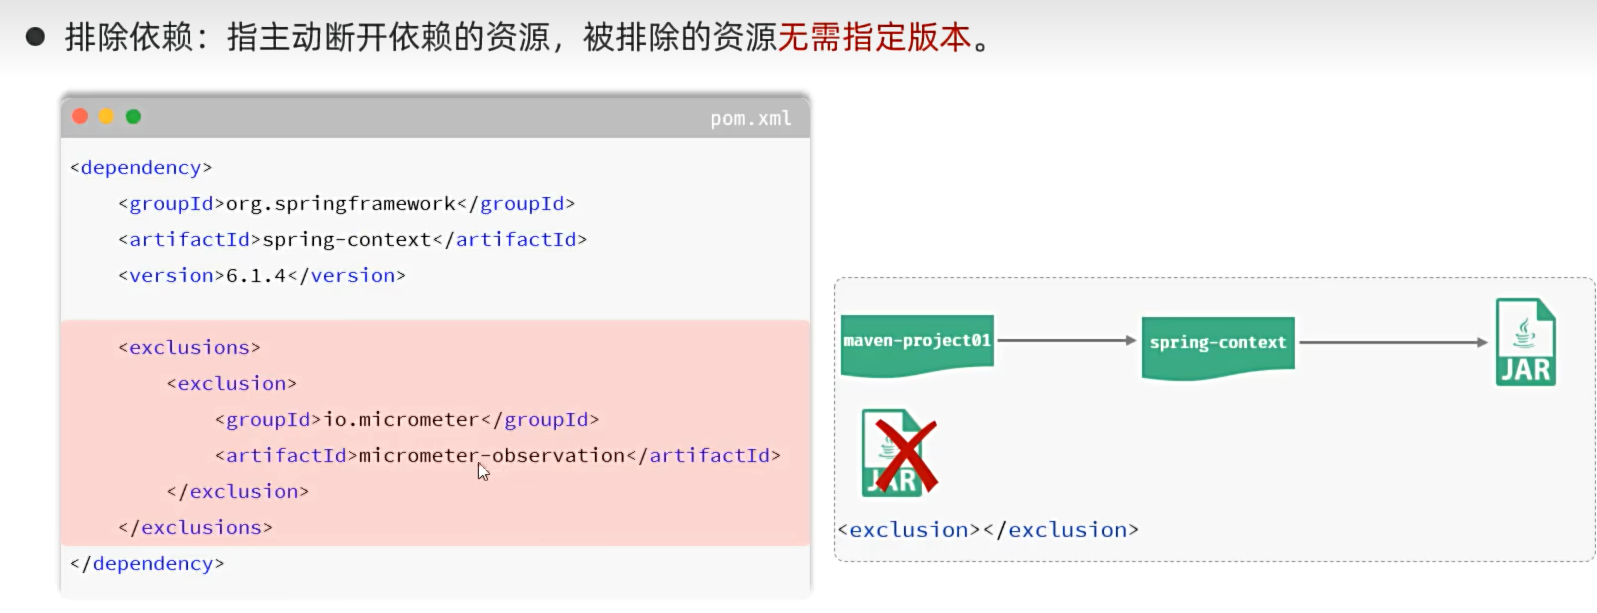 ● 排除依赖：指主动断开依赖的资源，被排除的资源无需指定版本。
pom.xml
<dependency>
<groupId>org.springframework</groupId>
<artifactId>spring-context</artifactId>
<version>6.1.4</version>
<exclusions>
<exclusion>
<groupId>io.micrometer</groupId>
<artifactId>micrometer-observation</artifactId>
</exclusion>
</exclusions>
</dependency>
maven-project01
spring-context
JAR
JAR
<exclusion></exclusion>